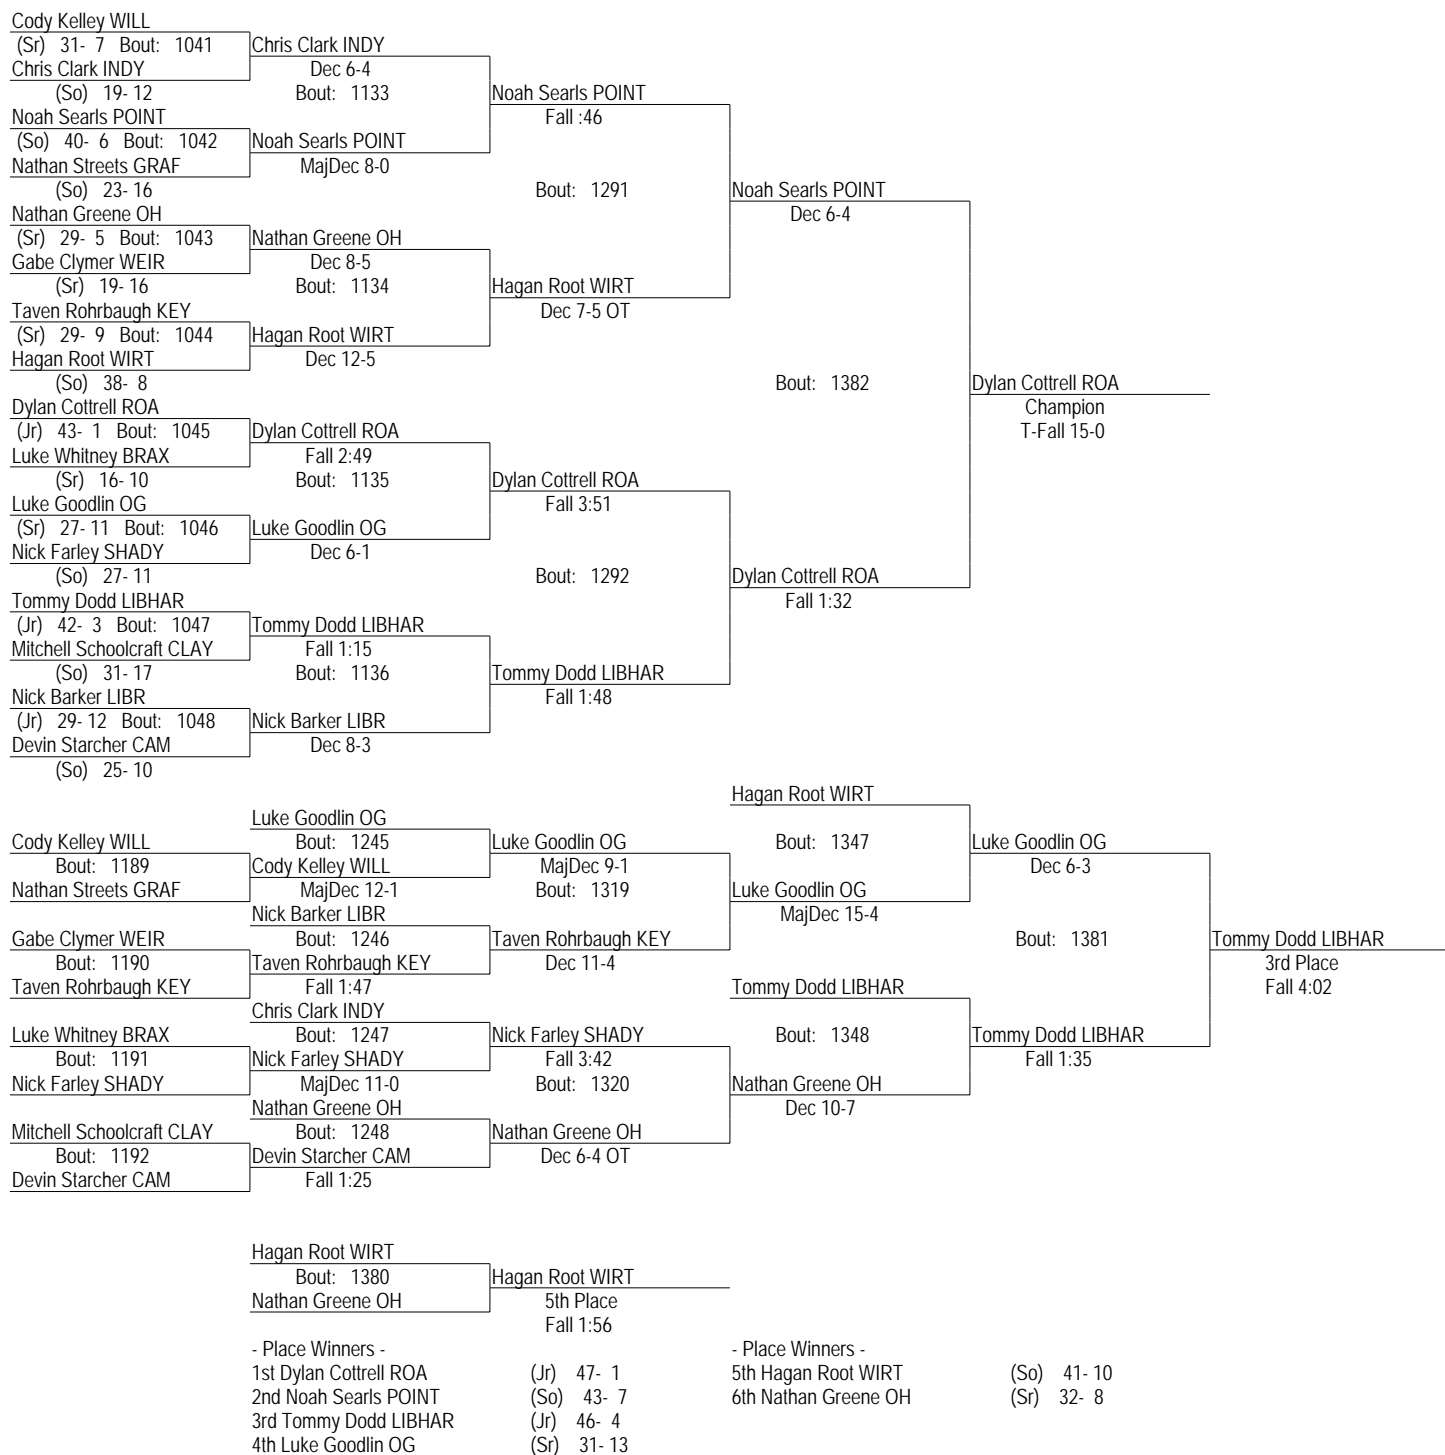 Cody Kelley WILL
(Sr) 31- 7 Bout: 1041 Chris Clark INDY
Chris Clark INDY Dec 6-4
(So) 19- 12 Bout: 1133 Noah Searls POINT
Noah Searls POINT Fall :46
(So) 40- 6 Bout: 1042 Noah Searls POINT
Nathan Streets GRAF MajDec 8-0
(So) 23- 16 Bout: 1291 Noah Searls POINT
Nathan Greene OH Dec 6-4
(Sr) 29- 5 Bout: 1043 Nathan Greene OH
Gabe Clymer WEIR Dec 8-5
(Sr) 19- 16 Bout: 1134 Hagan Root WIRT
Taven Rohrbaugh KEY Dec 7-5 OT
(Sr) 29- 9 Bout: 1044 Hagan Root WIRT
Hagan Root WIRT Dec 12-5
(So) 38- 8 Bout: 1382 Dylan Cottrell ROA
Dylan Cottrell ROA Champion
(Jr) 43- 1 Bout: 1045 Dylan Cottrell ROA T-Fall 15-0
Luke Whitney BRAX Fall 2:49
(Sr) 16- 10 Bout: 1135 Dylan Cottrell ROA
Luke Goodlin OG Fall 3:51
(Sr) 27- 11 Bout: 1046 Luke Goodlin OG
Nick Farley SHADY Dec 6-1
(So) 27- 11 Bout: 1292 Dylan Cottrell ROA
Tommy Dodd LIBHAR Fall 1:32
(Jr) 42- 3 Bout: 1047 Tommy Dodd LIBHAR
Mitchell Schoolcraft CLAY Fall 1:15
(So) 31- 17 Bout: 1136 Tommy Dodd LIBHAR
Nick Barker LIBR Fall 1:48
(Jr) 29- 12 Bout: 1048 Nick Barker LIBR
Devin Starcher CAM Dec 8-3
(So) 25- 10
Hagan Root WIRT
Luke Goodlin OG
Cody Kelley WILL Bout: 1245 Luke Goodlin OG Bout: 1347 Luke Goodlin OG
Bout: 1189 Cody Kelley WILL MajDec 9-1 Dec 6-3
Nathan Streets GRAF MajDec 12-1 Bout: 1319 Luke Goodlin OG
Nick Barker LIBR MajDec 15-4
Gabe Clymer WEIR Bout: 1246 Taven Rohrbaugh KEY Bout: 1381 Tommy Dodd LIBHAR
Bout: 1190 Taven Rohrbaugh KEY Dec 11-4 3rd Place
Taven Rohrbaugh KEY Fall 1:47 Tommy Dodd LIBHAR Fall 4:02
Chris Clark INDY
Luke Whitney BRAX Bout: 1247 Nick Farley SHADY Bout: 1348 Tommy Dodd LIBHAR
Bout: 1191 Nick Farley SHADY Fall 3:42 Fall 1:35
Nick Farley SHADY MajDec 11-0 Bout: 1320 Nathan Greene OH
Nathan Greene OH Dec 10-7
Mitchell Schoolcraft CLAY Bout: 1248 Nathan Greene OH
Bout: 1192 Devin Starcher CAM Dec 6-4 OT
Devin Starcher CAM Fall 1:25
Hagan Root WIRT
Bout: 1380 Hagan Root WIRT
Nathan Greene OH 5th Place
Fall 1:56
- Place Winners - - Place Winners -
1st Dylan Cottrell ROA (Jr) 47- 1 5th Hagan Root WIRT (So) 41- 10
2nd Noah Searls POINT (So) 43- 7 6th Nathan Greene OH (Sr) 32- 8
3rd Tommy Dodd LIBHAR (Jr) 46- 4
4th Luke Goodlin OG (Sr) 31- 13